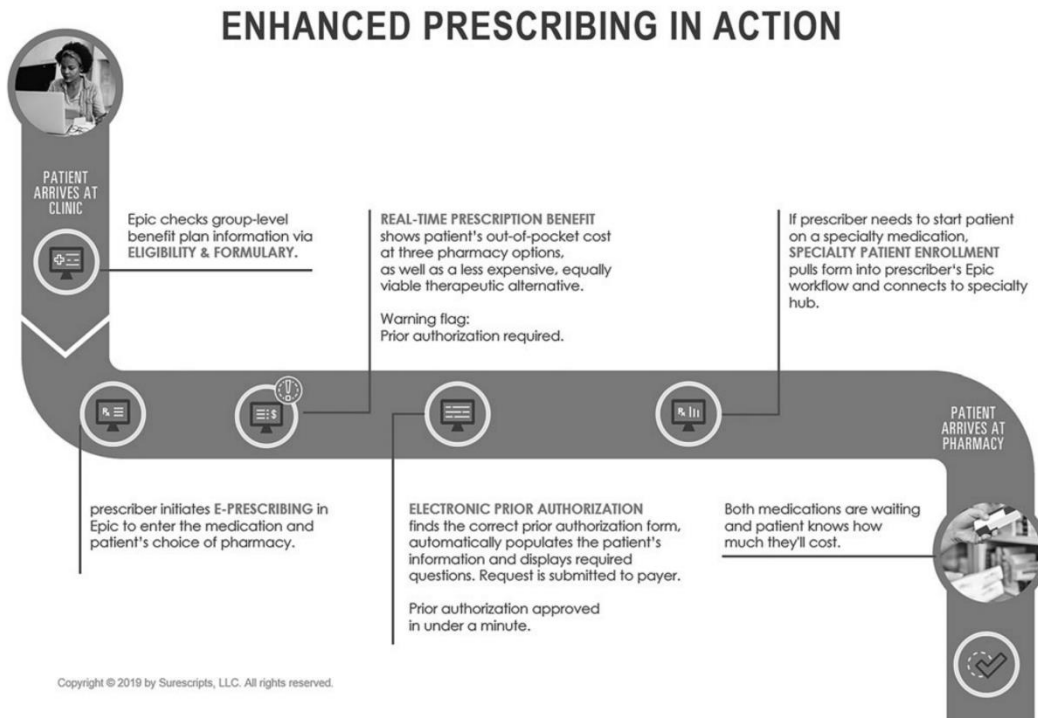 ENHANCED PRESCRIBING IN ACTION
PATIENT
ARRIVES AT
CLINIC
Epic checks group-level
benefit plan information via
ELIGIBILITY & FORMULARY.
prescriber initiates E-PRESCRIBING in
Epic to enter the medication and
patient's choice of pharmacy.
REAL-TIME PRESCRIPTION BENEFIT
shows patient's out-of-pocket cost
at three pharmacy options,
as well as a less expensive, equally
viable therapeutic alternative.
Warning flag:
Prior authorization required.
ELECTRONIC PRIOR AUTHORIZATION
finds the correct prior authorization form,
automatically populates the patient's
information and displays required
questions. Request is submitted to payer.
Prior authorization approved
in under a minute.
If prescriber needs to start patient
on a specialty medication,
SPECIALTY PATIENT ENROLLMENT
pulls form into prescriber's Epic
workflow and connects to specialty
hub.
PATIENT
ARRIVES AT
PHARMACY
Both medications are waiting
and patient knows how
much they'll cost.
Copyright © 2019 by Surescripts, LLC. All rights reserved.